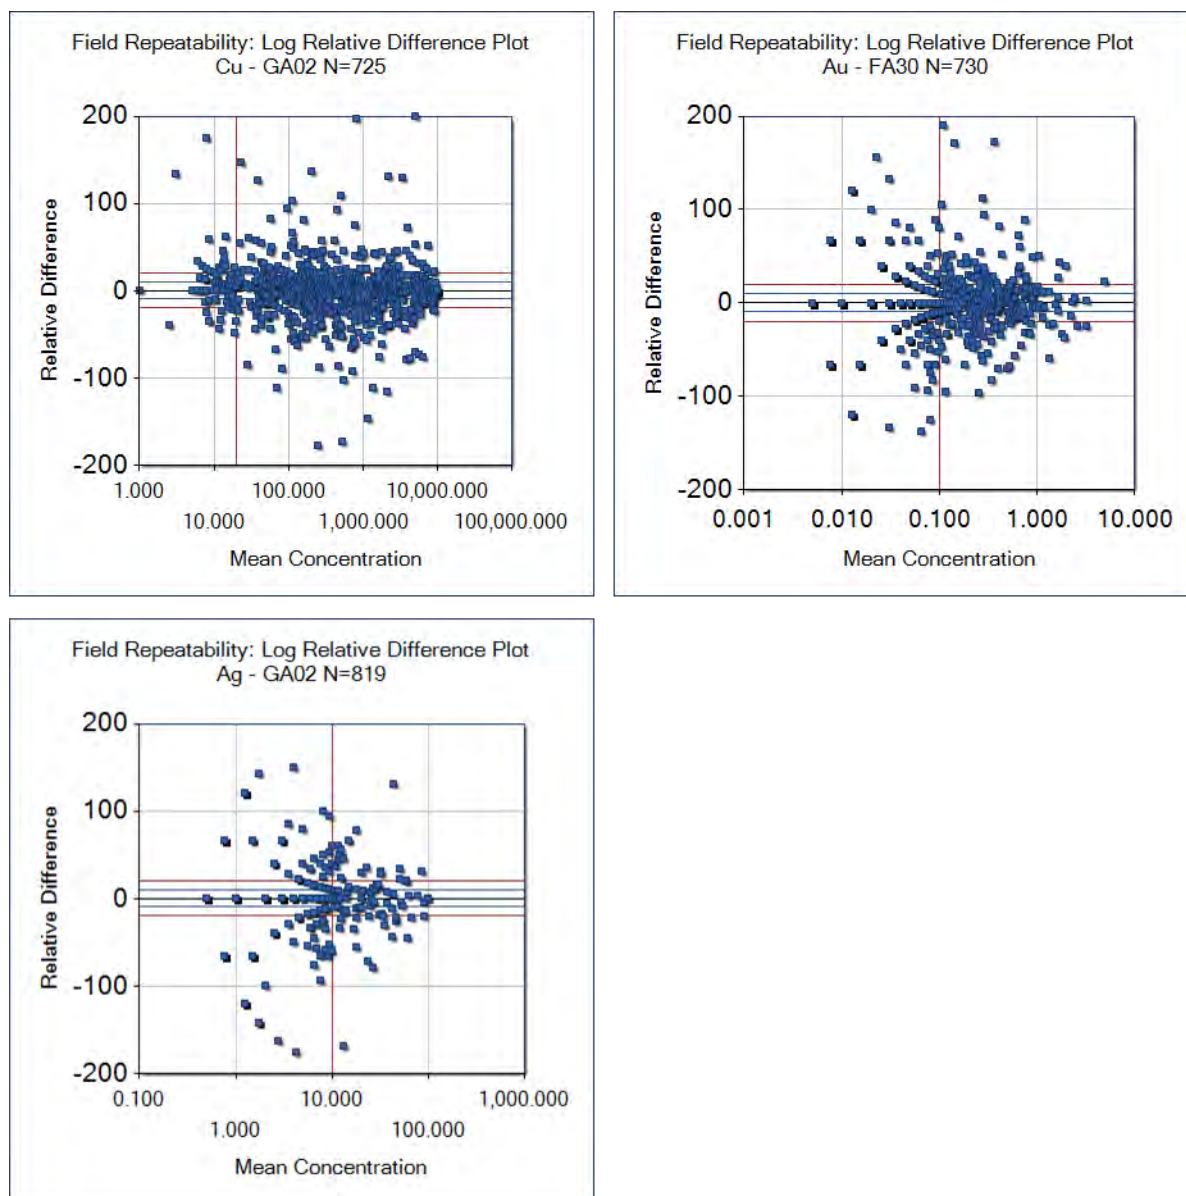 Field Repeatability: Log Relative Difference Plot
Cu - GA02 N=725
200
100
0
-100
-200
Relative Difference
1.000
100.000
10,000.000
10.000
1,000.000
100,000.000
Mean Concentration
Field Repeatability: Log Relative Difference Plot
Au - FA30 N=730
200
100
0
-100
-200
Relative Difference
0.001
0.010
0.100
1.000
10.000
Mean Concentration
Field Repeatability: Log Relative Difference Plot
Ag - GA02 N=819
200
100
0
-100
-200
Relative Difference
0.100
10.000
1,000.000
1.000
100.000
Mean Concentration